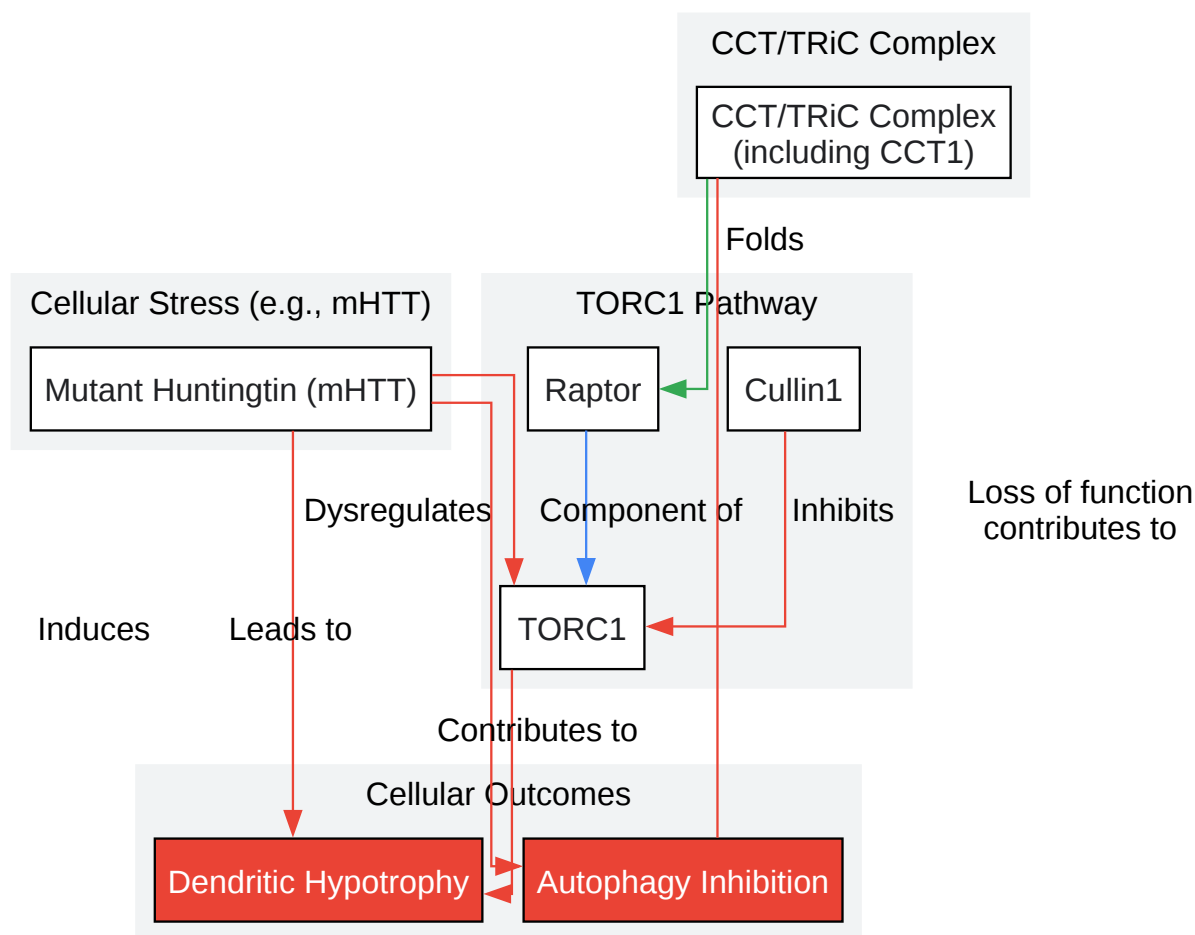 CCT/TRiC Complex
CCT/TRiC Complex
(including CCT1)
Folds
Cellular Stress (e.g., mHTT)
TORC1 Pathway
Mutant Huntingtin (mHTT)
Raptor
Cullin1
Dysregulates
Component of
Inhibits
Loss of function
contributes to
Induces
Leads to
TORC1
Contributes to
Cellular Outcomes
Dendritic Hypotrophy
Autophagy Inhibition